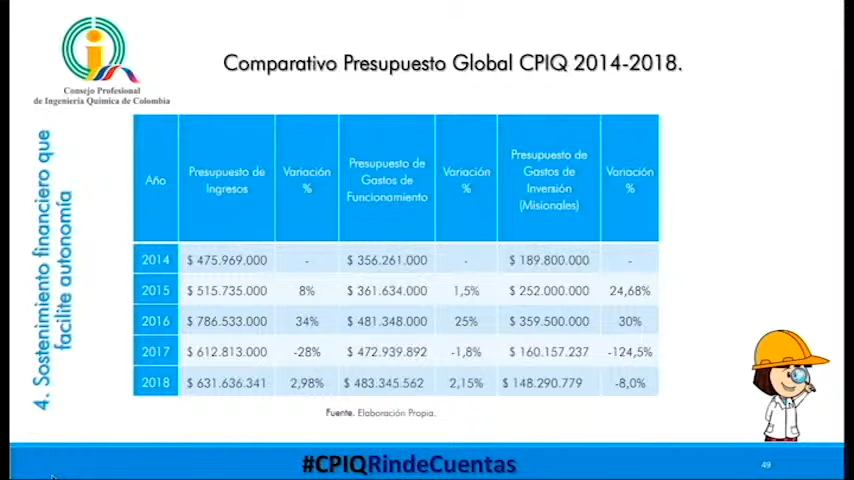 Comparativo Presupuesto Global CPIQ 2014-2018.
Consejo Profesional
de Ingeniería Química de Colombia
4. Sostenimiento financiero que
facilite autonomía
Año Presupuesto de Ingresos Variación % Presupuesto de Gastos de Funcionamiento Variación % Presupuesto de Gastos de Inversión (Misionales) Variación %
2014 $ 475.969.000 - $ 356.261.000 - $ 189.800.000 -
2015 $ 515.735.000 8% $ 361.634.000 1,5% $ 252.000.000 24,68%
2016 $ 786.533.000 34% $ 481.348.000 25% $ 359.500.000 30%
2017 $ 612.813.000 -28% $ 472.939.892 -1,8% $ 160.157.237 -124,5%
2018 $ 631.636.341 2,98% $ 483.345.562 2,15% $ 148.290.779 -8,0%
Fuente. Elaboración Propia.
#CPIQRindeCuentas
49